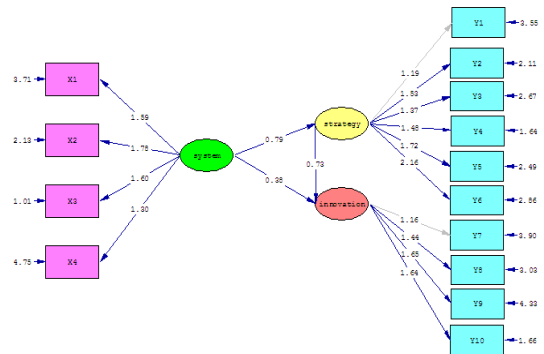 Y1
3.55
3.71
X1
1.19
Y2
2.11
1.53
1.59
1.37
Y3
2.67
strategy
0.79
1.48
Y4
1.64
2.13
X2
1.78
1.72
system
0.73
Y5
2.49
2.16
0.38
1.01
X3
1.60
Y6
2.86
innovation
1.30
1.16
Y7
3.90
1.44
4.75
X4
1.65
Y8
3.03
1.64
Y9
4.33
Y10
1.66